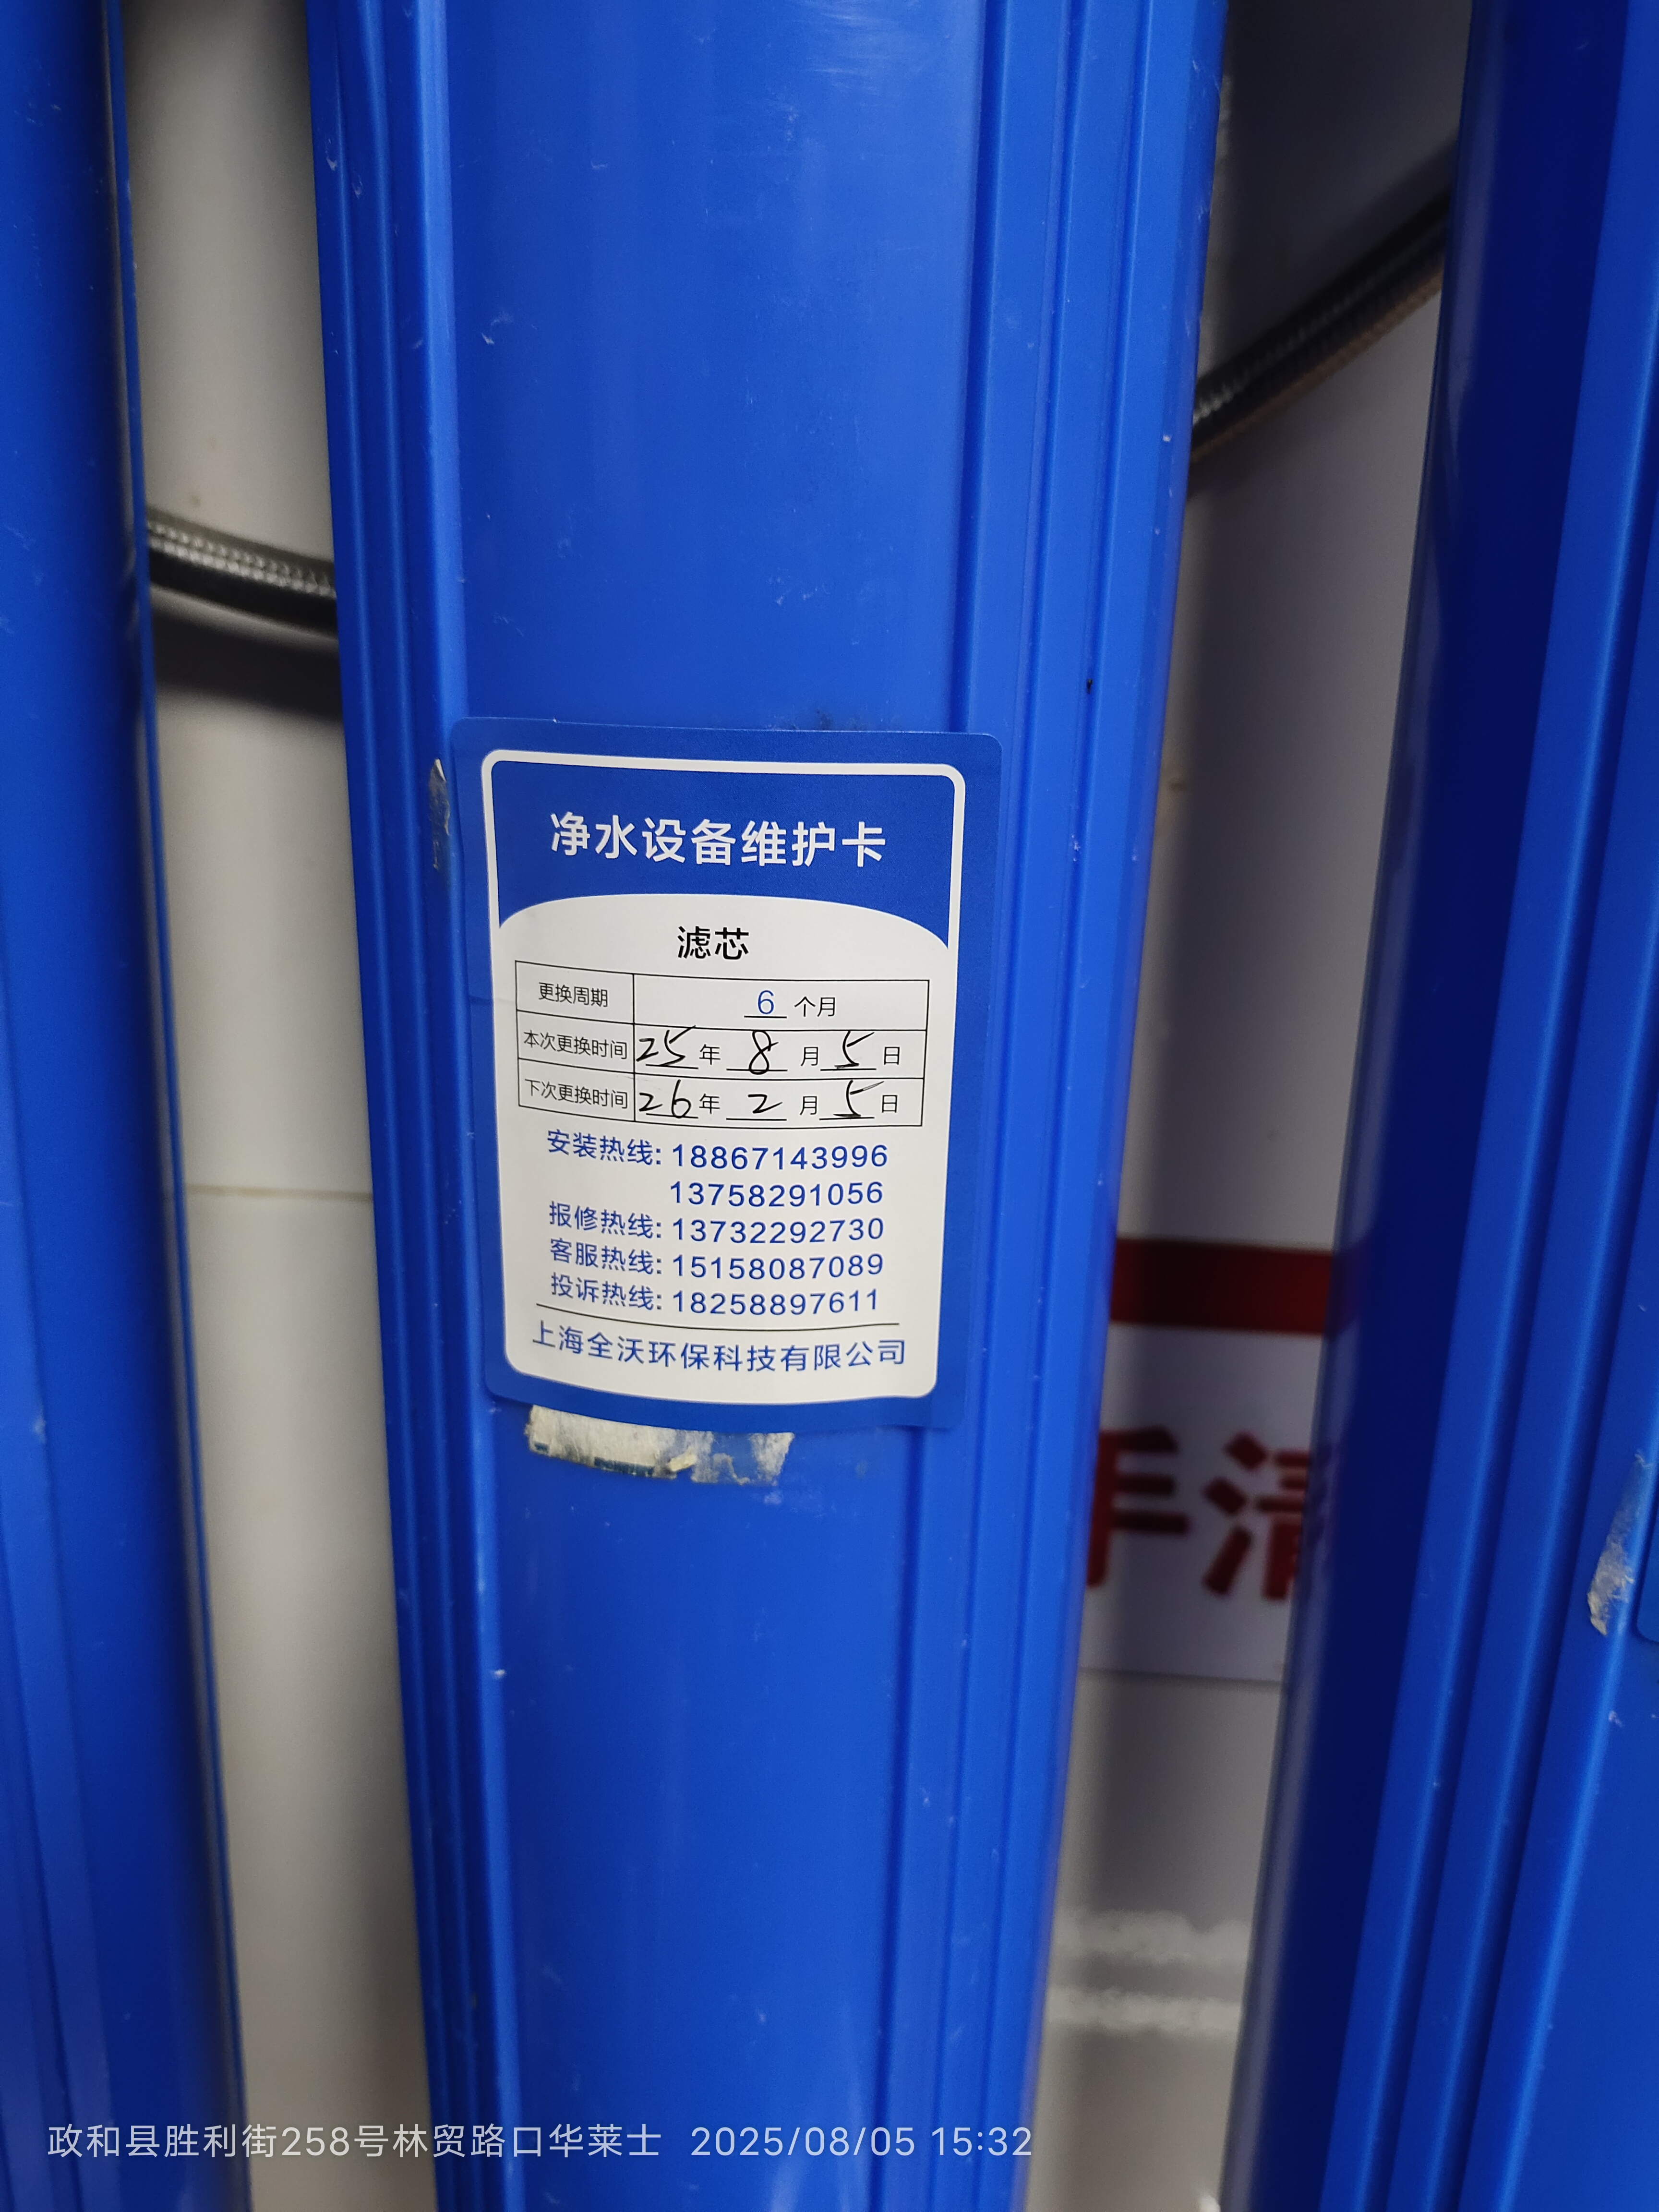 净水设备维护卡
滤芯
更换周期 6 个月
本次更换时间 25 年 8 月 5 日
下次更换时间 26 年 2 月 5 日
安装热线: 18867143996
13758291056
报修热线: 13732292730
客服热线: 15158087089
投诉热线: 18258897611
上海全沃环保科技有限公司
手清
政和县胜利街258号林贸路口华莱士 2025/08/05 15:32